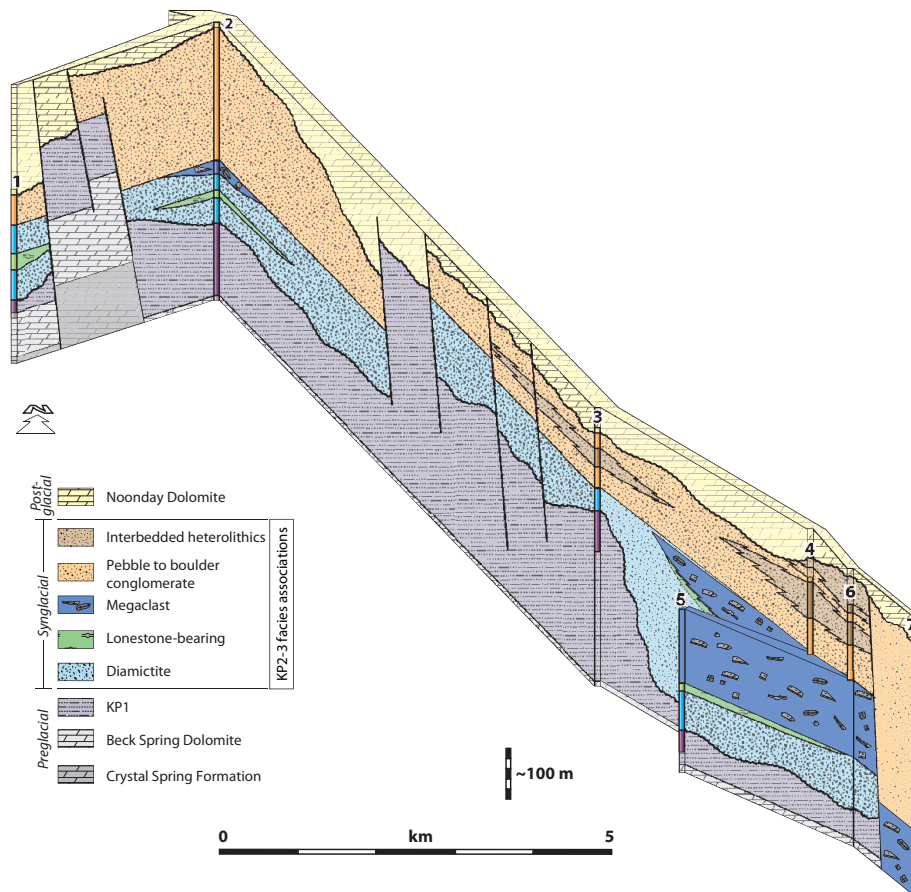 2
1
3
4
6
5
7
N
Post-
glacial
Noonday Dolomite
Synglacial
Interbedded heterolithics
Pebble to boulder
conglomerate
Megaclast
Lonestone-bearing
Diamictite
KP2-3 facies associations
Preglacial
KP1
Beck Spring Dolomite
Crystal Spring Formation
~100 m
0 km 5